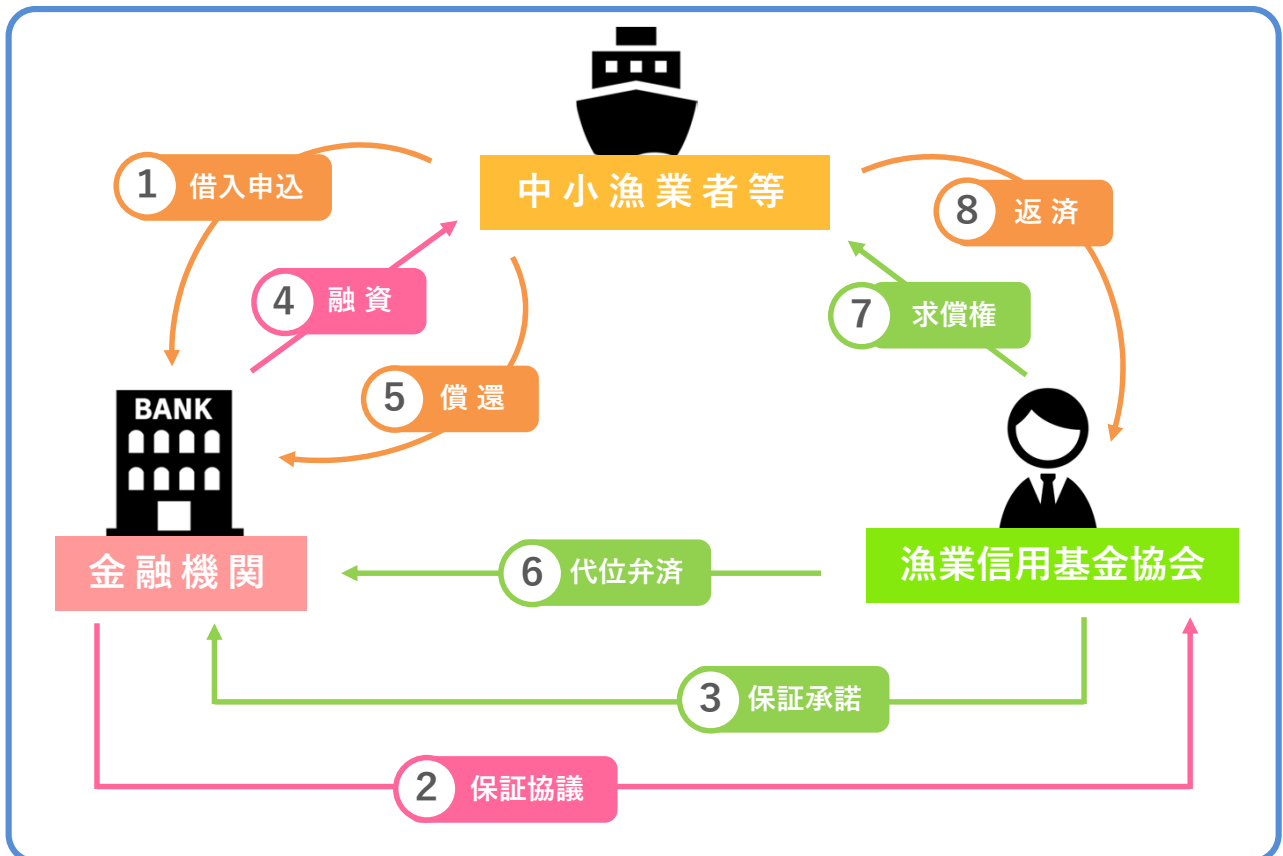 中小漁業者等
1 借入申込
8 返済
4 融資
7 求償権
5 償還
BANK
金融機関
6 代位弁済
漁業信用基金協会
3 保証承諾
2 保証協議